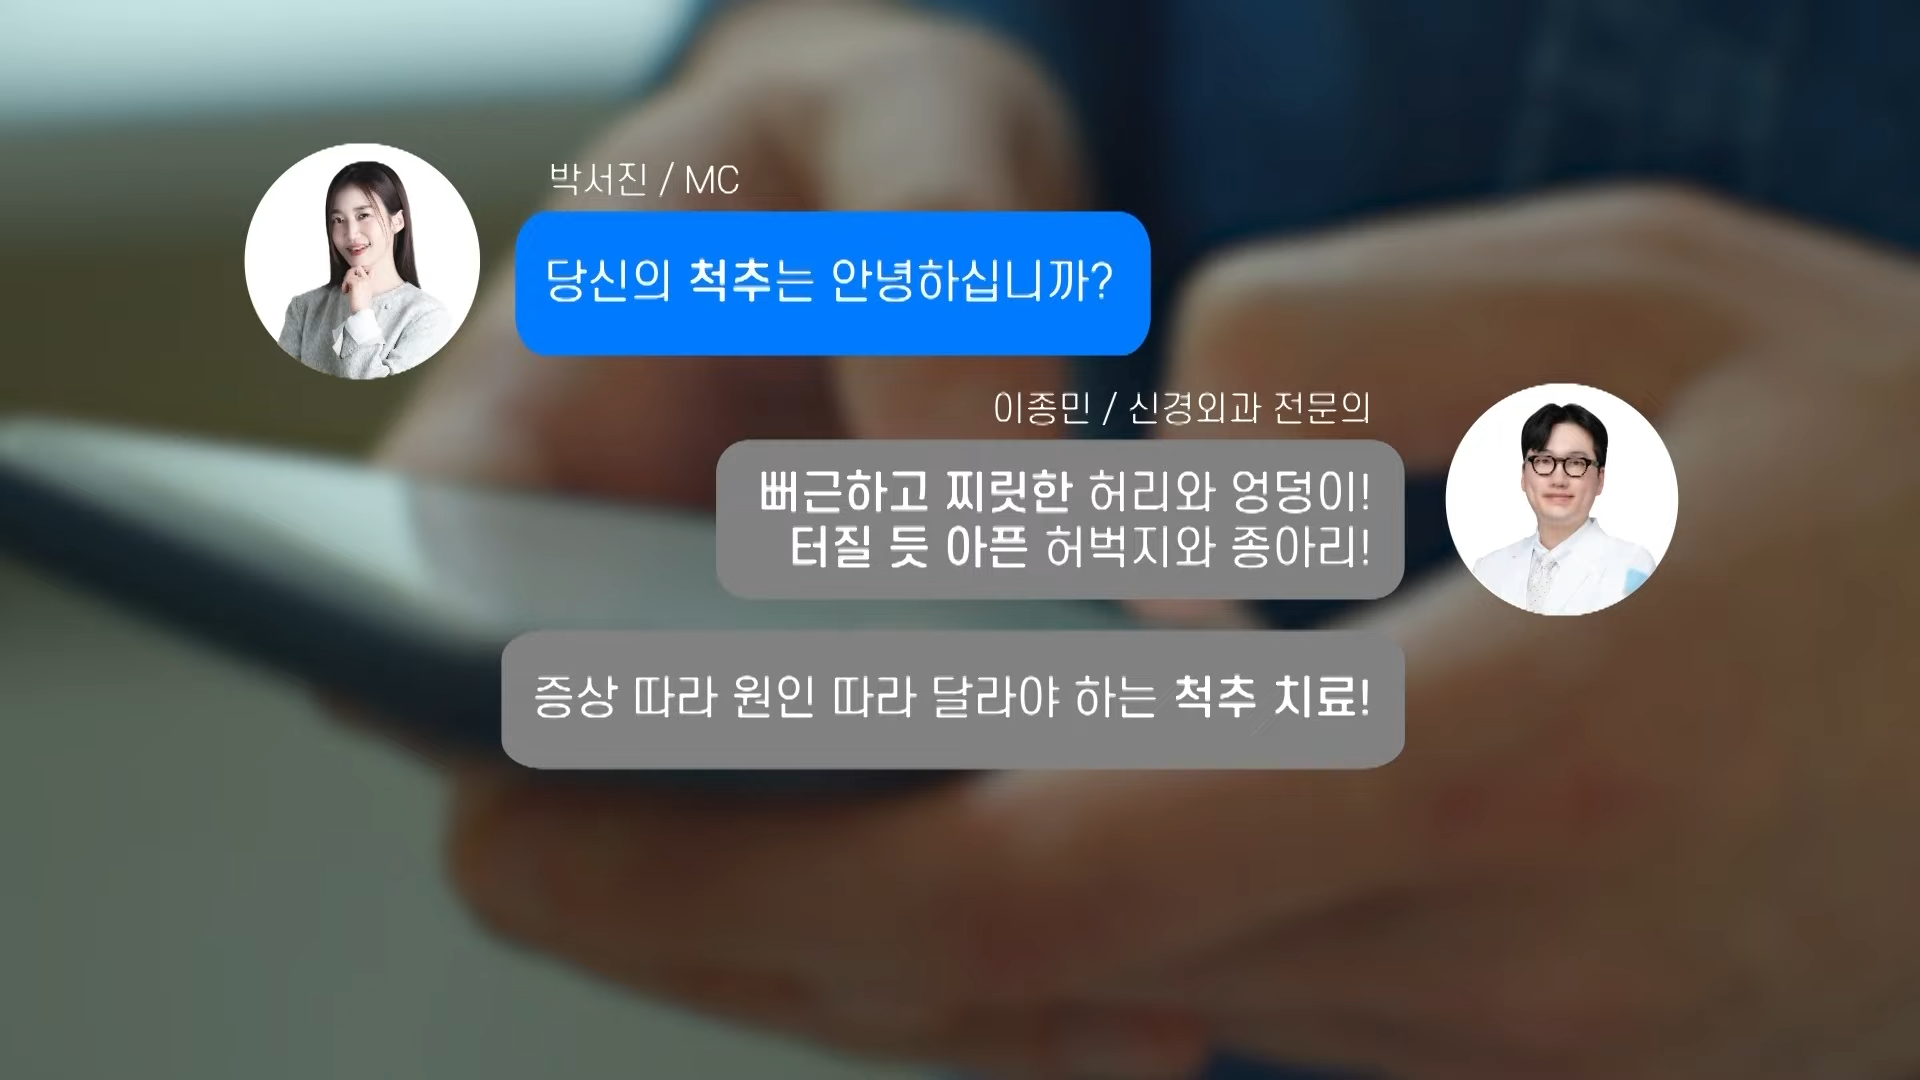 박서진 / MC
당신의 척추는 안녕하십니까?
이종민 / 신경외과 전문의
뻐근하고 찌릿한 허리와 엉덩이!
터질 듯 아픈 허벅지와 종아리!
증상 따라 원인 따라 달라야 하는 척추 치료!